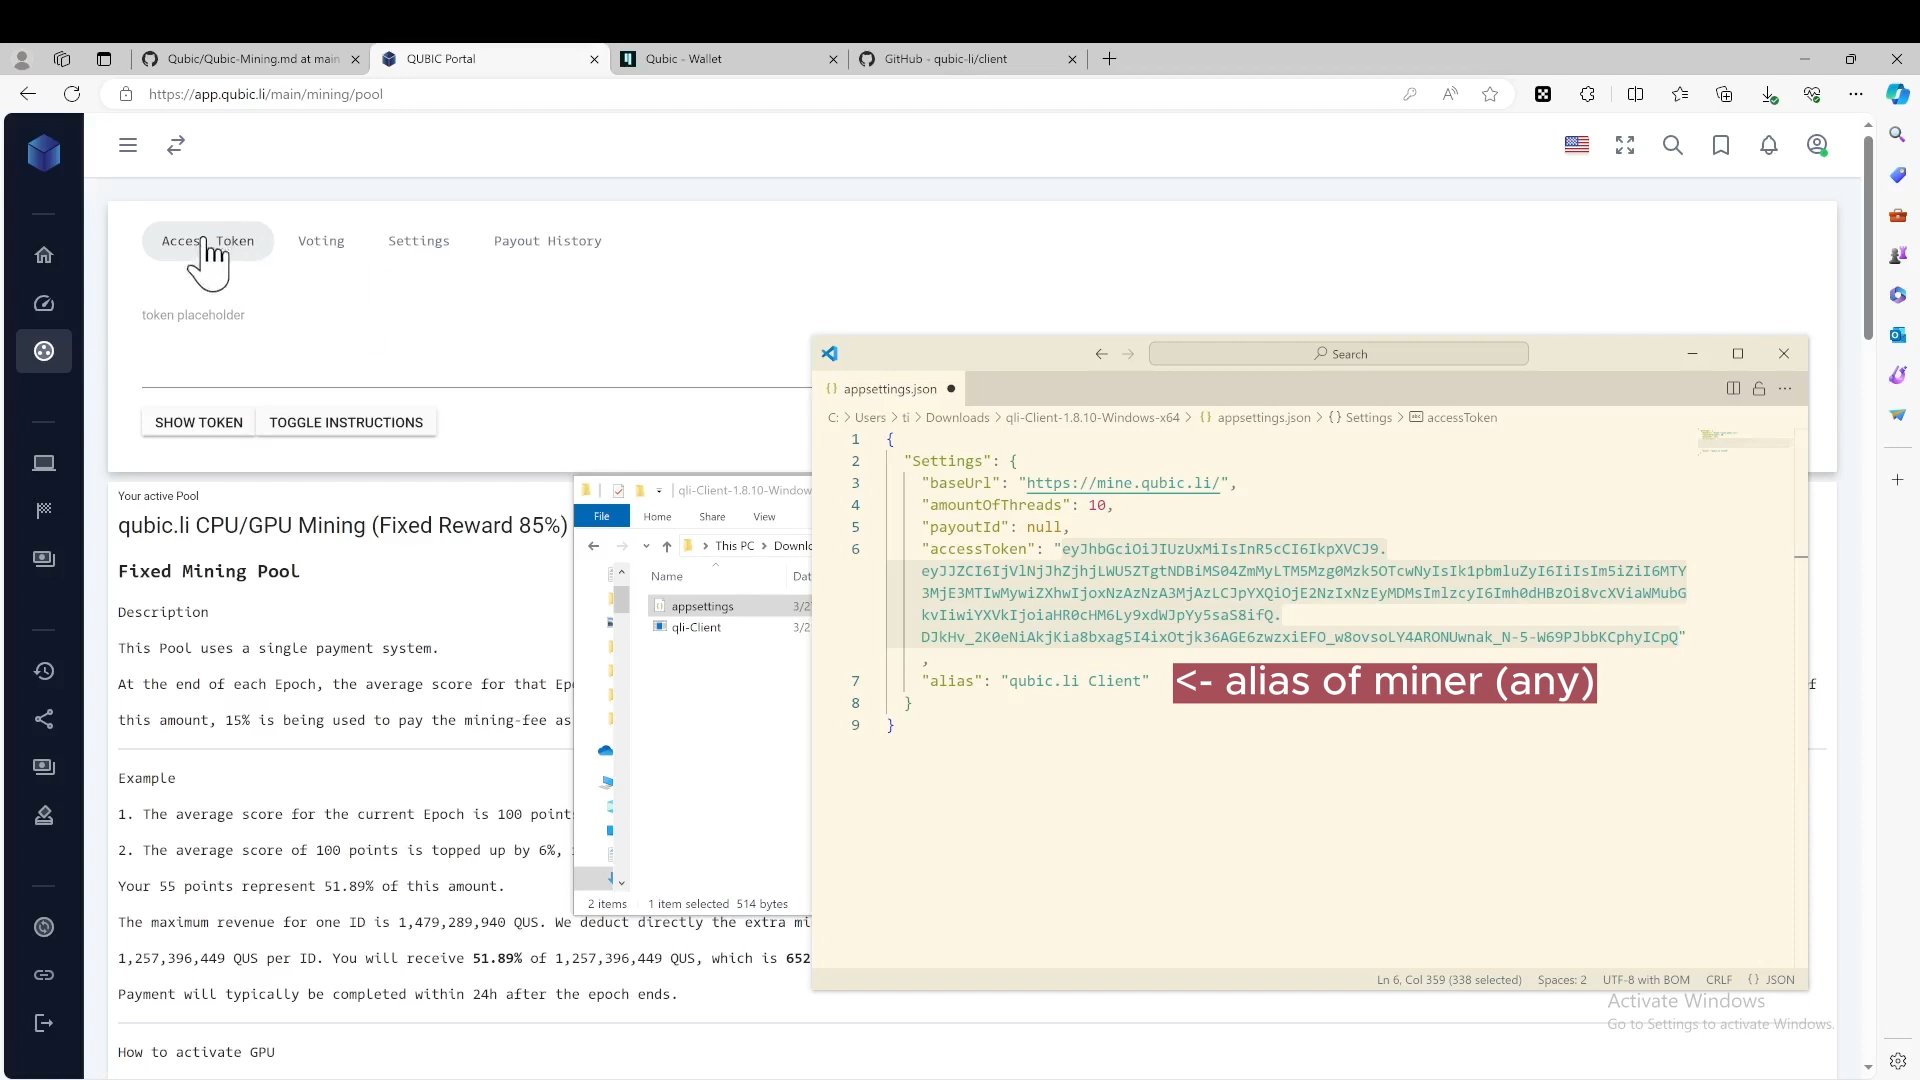 Qubic/Qubic-Mining.md at main
QUBIC Portal
Qubic - Wallet
GitHub - qubic-li/client
https://app.qubic.li/main/mining/pool
Access Token
Voting
Settings
Payout History
token placeholder
SHOW TOKEN
TOGGLE INSTRUCTIONS
Your active Pool
qubic.li CPU/GPU Mining (Fixed Reward 85%)
Fixed Mining Pool
Description
This Pool uses a single payment system.
At the end of each Epoch, the average score for that Ep
this amount, 15% is being used to pay the mining-fee as
Example
1. The average score for the current Epoch is 100 point
2. The average score of 100 points is topped up by 6%,
Your 55 points represent 51.89% of this amount.
The maximum revenue for one ID is 1,479,289,940 QUS. We deduct directly the extra mi
1,257,396,449 QUS per ID. You will receive 51.89% of 1,257,396,449 QUS, which is 652
Payment will typically be completed within 24h after the epoch ends.
How to activate GPU
qli-Client-1.8.10-Window
File
Home
Share
View
This PC > Downlo
Name
Dat
appsettings
3/2
qli-Client
3/2
2 items
1 item selected 514 bytes
Search
appsettings.json
C: > Users > ti > Downloads > qli-Client-1.8.10-Windows-x64 > {} appsettings.json > {} Settings > accessToken
1 {
2 "Settings": {
3 "baseUrl": "https://mine.qubic.li/",
4 "amountOfThreads": 10,
5 "payoutId": null,
6 "accessToken": "eyJhbGciOiJIUzUxMiIsInR5cCI6IkpXVCJ9.
eyJJZCI6IjVlNjJhZjhjLWU5ZTgtNDBiMS04ZmMyLTM5Mzg0Mzk5OTcwNyIsIk1pbmluZyI6IiIsIm5iZiI6MTY
3MjE3MTIwMywiZXhwIjoxNzAzNzA3MjAzLCJpYXQiOjE2NzIxNzEyMDMsImlzcyI6Imh0dHBzOi8vcXViaWMubG
kvIiwiYXVkIjoiaHR0cHM6Ly9xdWJpYy5saS8ifQ.
DJkHv_2K0eNiAkjKia8bxag5I4ixOtjk36AGE6zwzxiEFO_w8ovsoLY4ARONUwnak_N-5-W69PJbbKCphyICpQ"
,
7 "alias": "qubic.li Client"
<- alias of miner (any)
8 }
9 }
f
Ln 6, Col 359 (338 selected)
Spaces: 2
UTF-8 with BOM
CRLF
{} JSON
Activate Windows
Go to Settings to activate Windows.